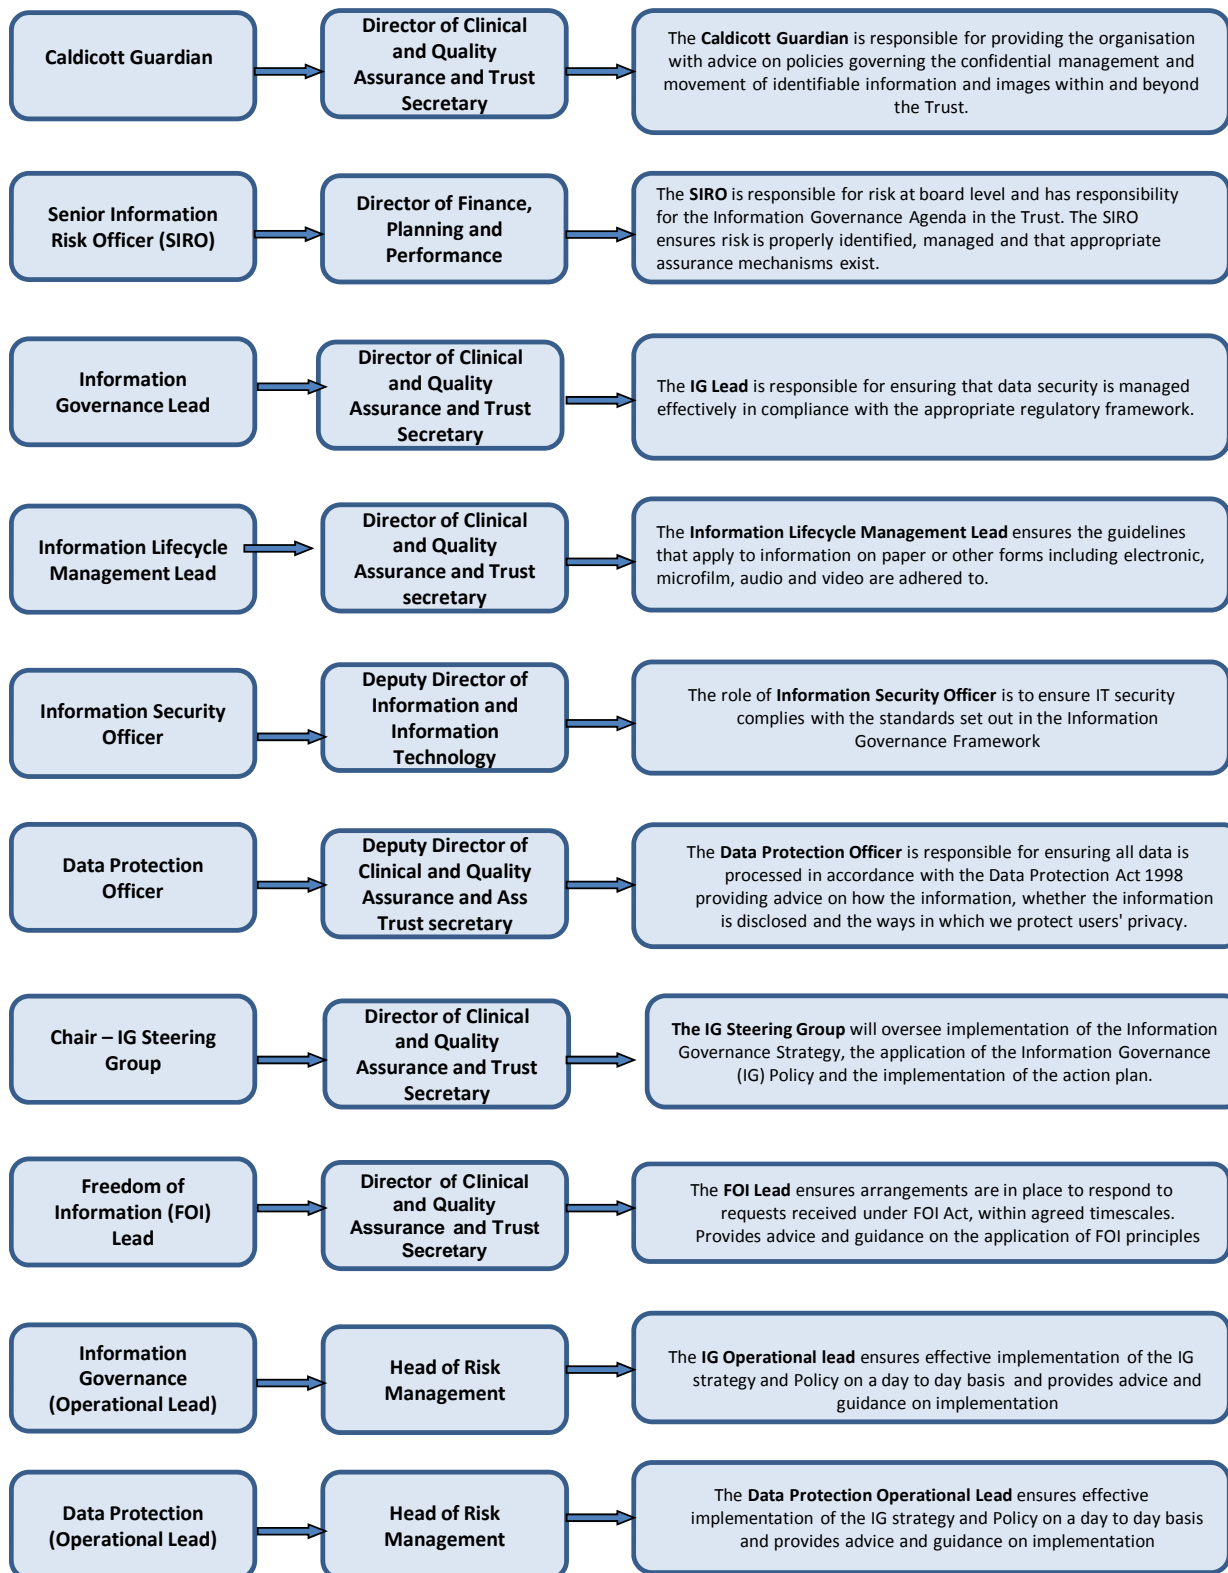 Caldicott Guardian
Director of Clinical
and Quality
Assurance and Trust
Secretary
The Caldicott Guardian is responsible for providing the organisation
with advice on policies governing the confidential management and
movement of identifiable information and images within and beyond
the Trust.
Senior Information
Risk Officer (SIRO)
Director of Finance,
Planning and
Performance
The SIRO is responsible for risk at board level and has responsibility
for the Information Governance Agenda in the Trust. The SIRO
ensures risk is properly identified, managed and that appropriate
assurance mechanisms exist.
Information
Governance Lead
Director of Clinical
and Quality
Assurance and Trust
Secretary
The IG Lead is responsible for ensuring that data security is managed
effectively in compliance with the appropriate regulatory framework.
Information Lifecycle
Management Lead
Director of Clinical
and Quality
Assurance and Trust
secretary
The Information Lifecycle Management Lead ensures the guidelines
that apply to information on paper or other forms including electronic,
microfilm, audio and video are adhered to.
Information Security
Officer
Deputy Director of
Information and
Information
Technology
The role of Information Security Officer is to ensure IT security
complies with the standards set out in the Information
Governance Framework
Data Protection
Officer
Deputy Director of
Clinical and Quality
Assurance and Ass
Trust secretary
The Data Protection Officer is responsible for ensuring all data is
processed in accordance with the Data Protection Act 1998
providing advice on how the information, whether the information
is disclosed and the ways in which we protect users' privacy.
Chair – IG Steering
Group
Director of Clinical
and Quality
Assurance and Trust
Secretary
The IG Steering Group will oversee implementation of the Information
Governance Strategy, the application of the Information Governance
(IG) Policy and the implementation of the action plan.
Freedom of
Information (FOI)
Lead
Director of Clinical
and Quality
Assurance and Trust
Secretary
The FOI Lead ensures arrangements are in place to respond to
requests received under FOI Act, within agreed timescales.
Provides advice and guidance on the application of FOI principles
Information
Governance
(Operational Lead)
Head of Risk
Management
The IG Operational lead ensures effective implementation of the IG
strategy and Policy on a day to day basis and provides advice and
guidance on implementation
Data Protection
(Operational Lead)
Head of Risk
Management
The Data Protection Operational Lead ensures effective
implementation of the IG strategy and Policy on a day to day basis
and provides advice and guidance on implementation